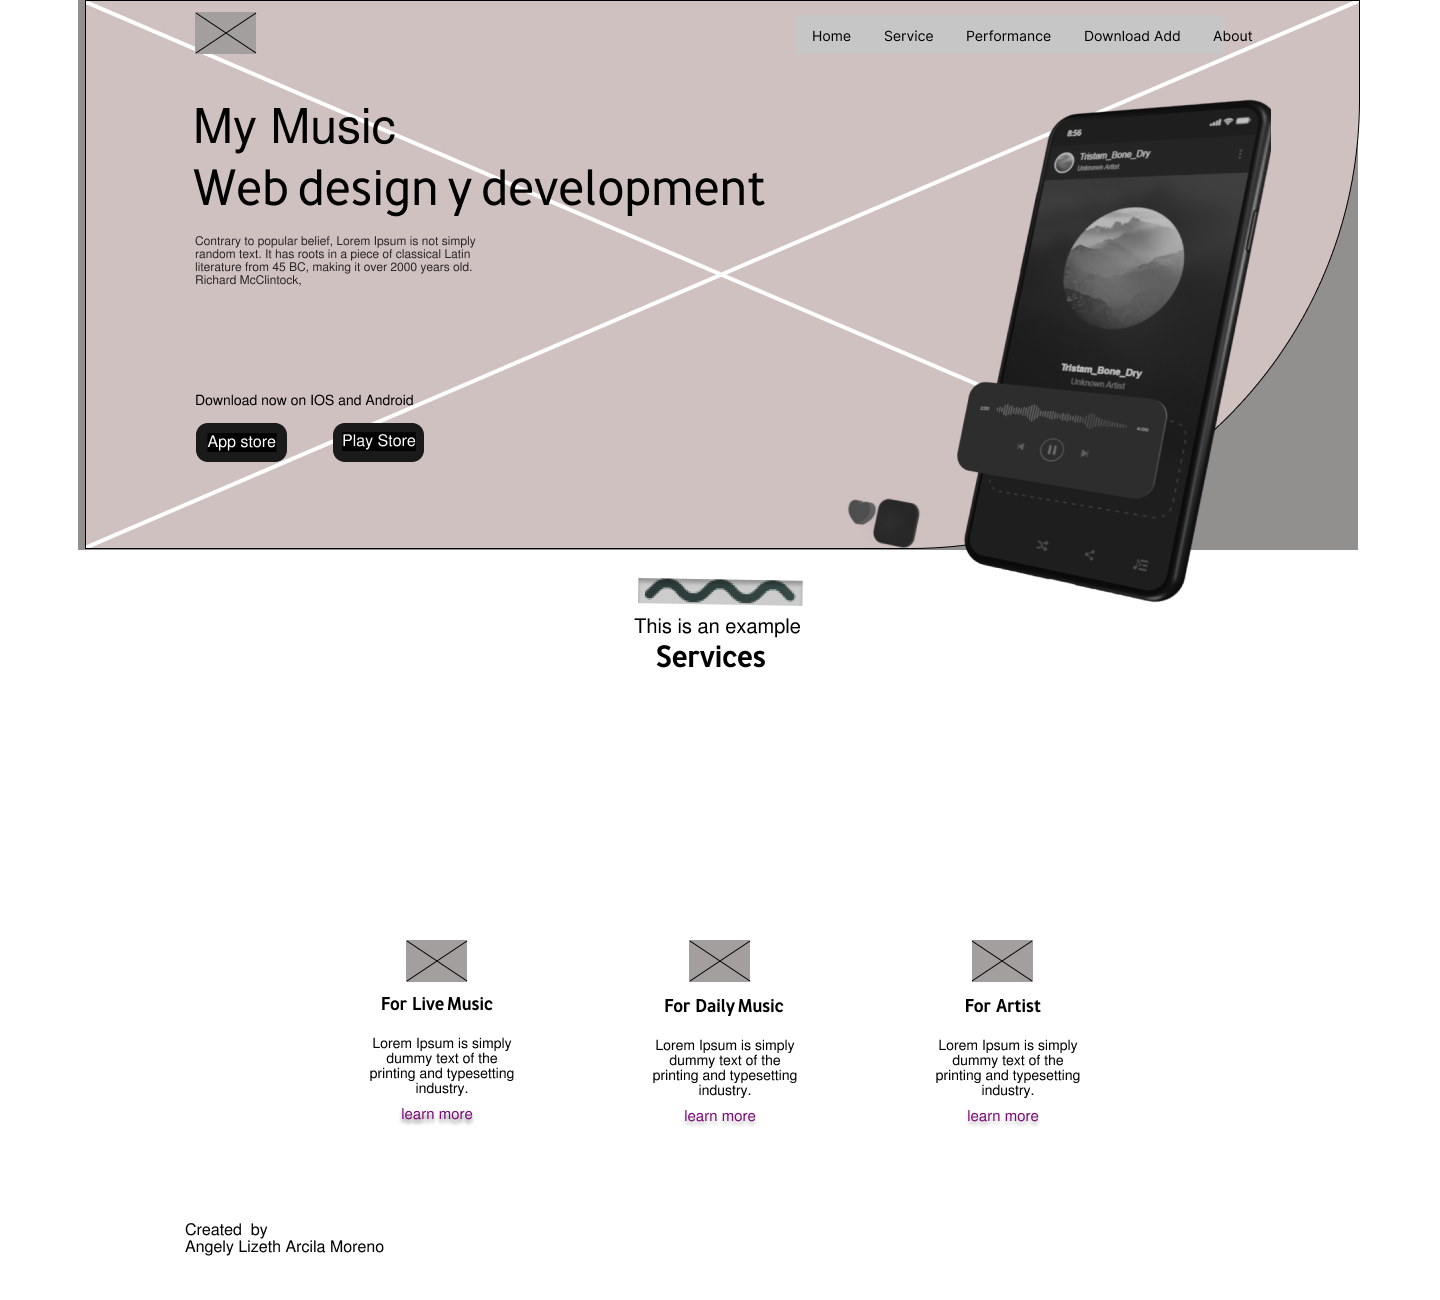 Home Service Performance Download Add About
My Music
Web design y development
Contrary to popular belief, Lorem Ipsum is not simply
random text. It has roots in a piece of classical Latin
literature from 45 BC, making it over 2000 years old.
Richard McClintock,
Download now on IOS and Android
App store
Play Store
8:56
Tristam_Bone_Dry
Unknown Artist
Tristam_Bone_Dry
Unknown Artist
This is an example
Services
For Live Music
Lorem Ipsum is simply
dummy text of the
printing and typesetting
industry.
learn more
For Daily Music
Lorem Ipsum is simply
dummy text of the
printing and typesetting
industry.
learn more
For Artist
Lorem Ipsum is simply
dummy text of the
printing and typesetting
industry.
learn more
Created  by
Angely Lizeth Arcila Moreno